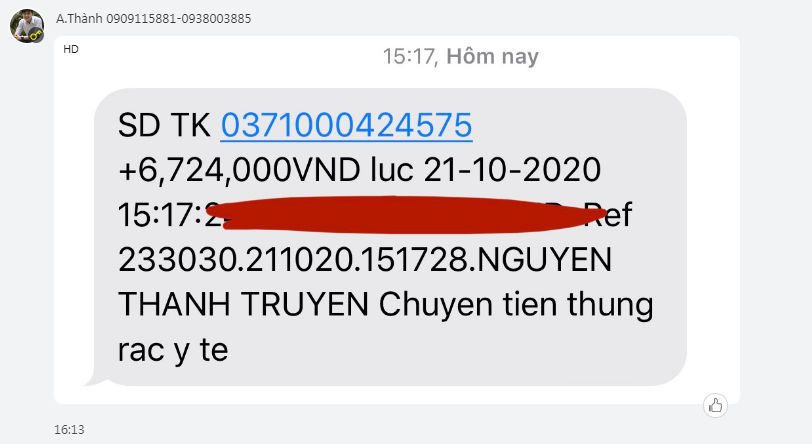 A.Thành 0909115881-0938003885
HD
15:17, Hôm nay
SD TK 0371000424575
+6,724,000VND luc 21-10-2020
15:17:2 Ref
233030.211020.151728.NGUYEN
THANH TRUYEN Chuyen tien thung
rac y te
16:13